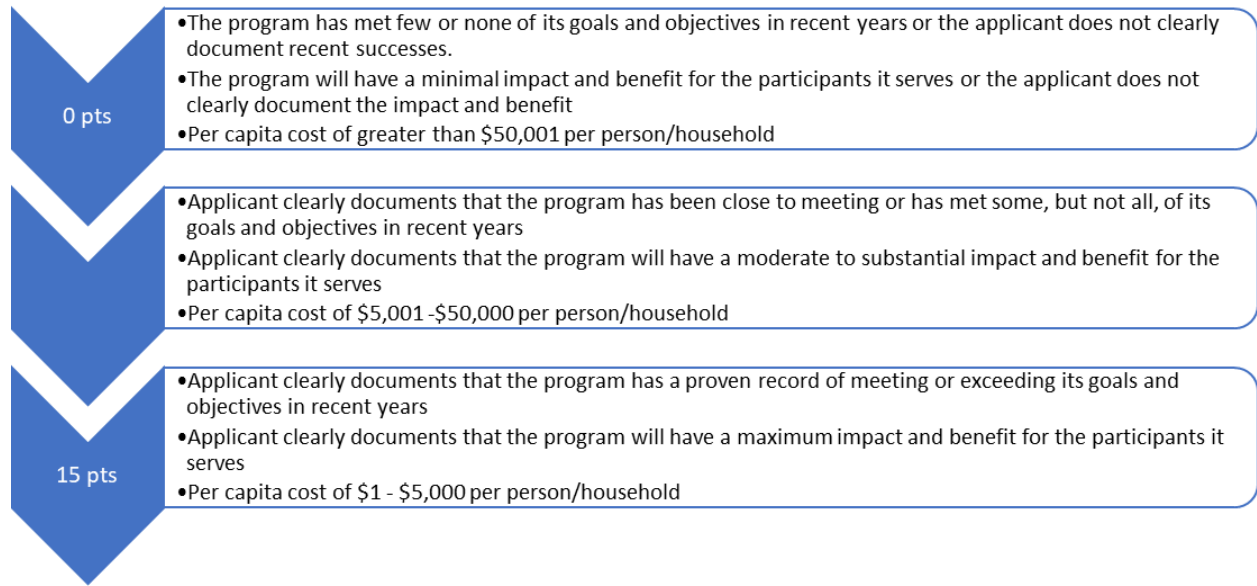 •The program has met few or none of its goals and objectives in recent years or the applicant does not clearly
document recent successes.
•The program will have a minimal impact and benefit for the participants it serves or the applicant does not
clearly document the impact and benefit
0 pts
•Per capita cost of greater than $50,001 per person/household
•Applicant clearly documents that the program has been close to meeting or has met some, but not all, of its
goals and objectives in recent years
•Applicant clearly documents that the program will have a moderate to substantial impact and benefit for the
participants it serves
•Per capita cost of $5,001 -$50,000 per person/household
•Applicant clearly documents that the program has a proven record of meeting or exceeding its goals and
objectives in recent years
•Applicant clearly documents that the program will have a maximum impact and benefit for the participants it
serves
15 pts
•Per capita cost of $1 - $5,000 per person/household